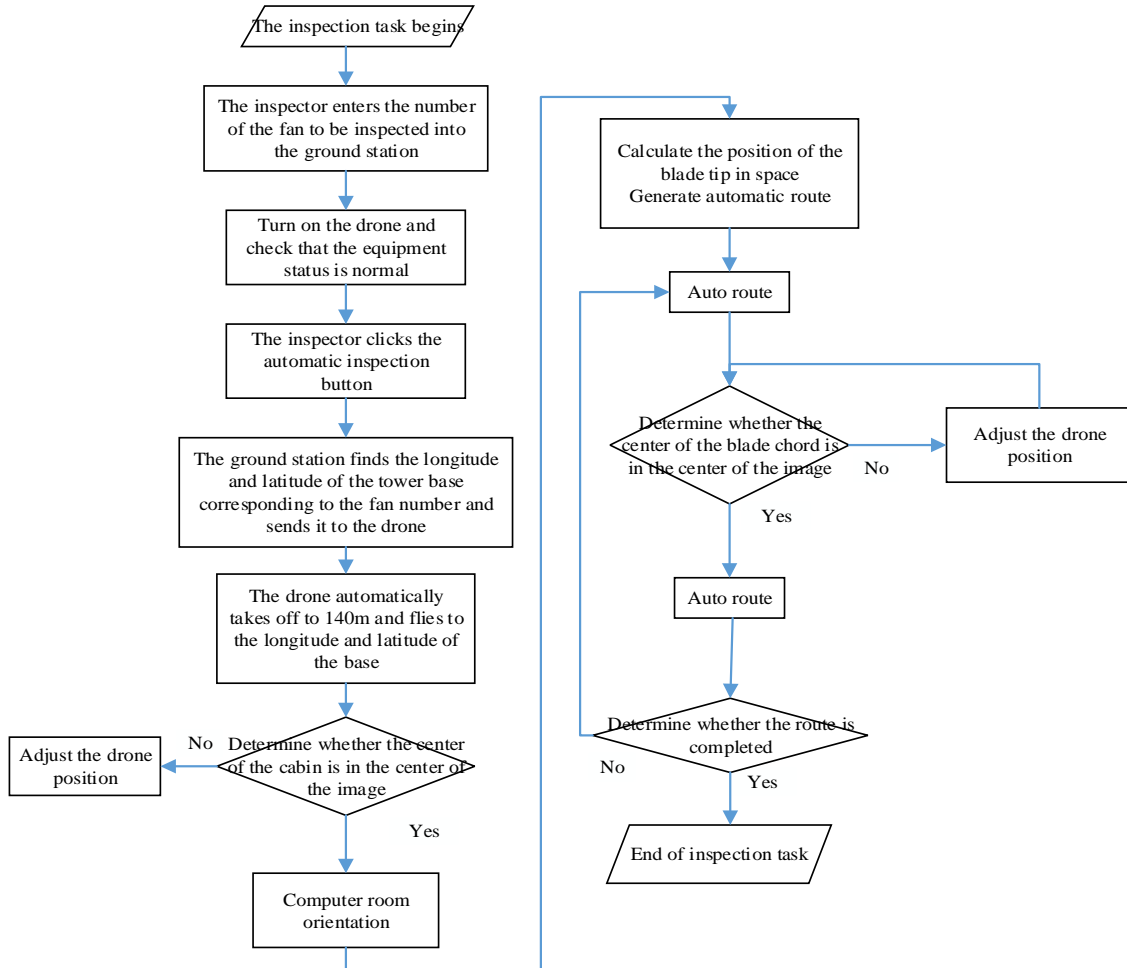 The inspection task begins
The inspector enters the number
of the fan to be inspected into
the ground station
Turn on the drone and
check that the equipment
status is normal
The inspector clicks the
automatic inspection
button
The ground station finds the longitude
and latitude of the tower base
corresponding to the fan number and
sends it to the drone
The drone automatically
takes off to 140m and flies to
the longitude and latitude of
the base
Determine whether the center
of the cabin is in the center of
the image
No
Adjust the drone
position
Yes
Computer room
orientation
Calculate the position of the
blade tip in space
Generate automatic route
Auto route
Determine whether the
center of the blade chord is
in the center of the image
No
Adjust the drone
position
Yes
Auto route
Determine whether the route is
completed
No
Yes
End of inspection task